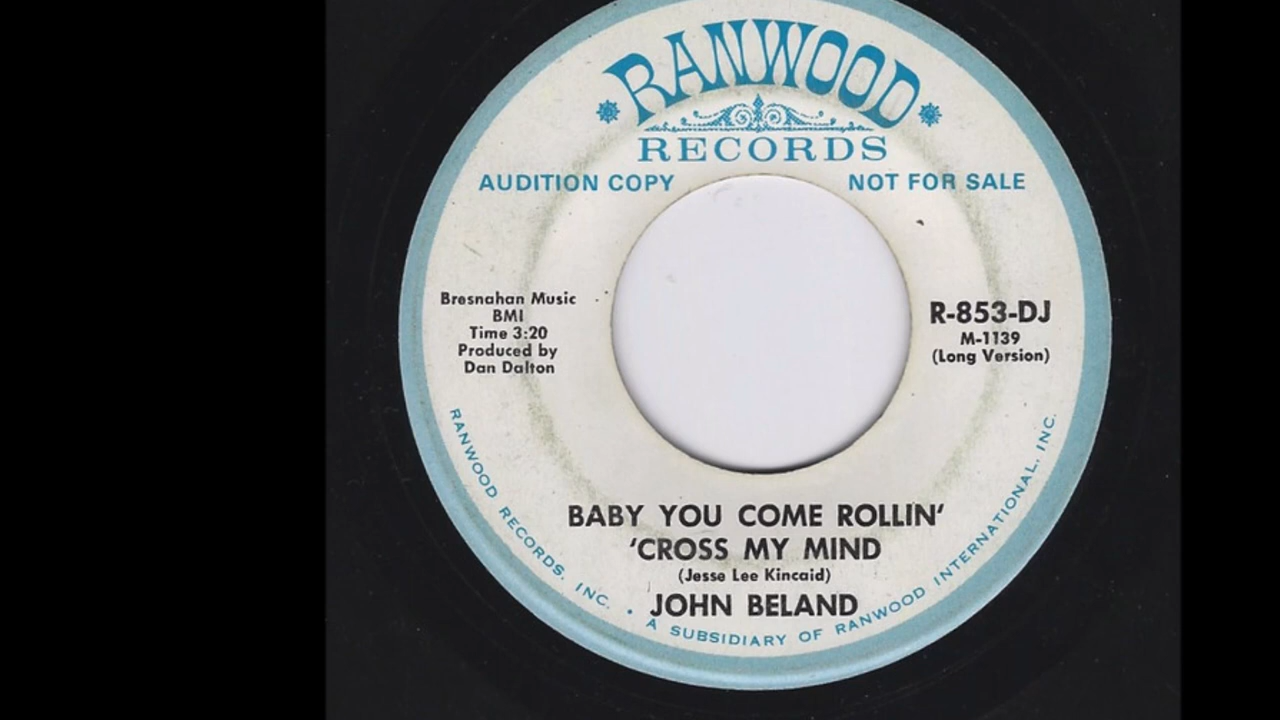 RANWOOD
RECORDS
AUDITION COPY
NOT FOR SALE
Bresnahan Music
BMI
Time 3:20
Produced by
Dan Dalton
R-853-DJ
M-1139
(Long Version)
BABY YOU COME ROLLIN'
'CROSS MY MIND
(Jesse Lee Kincaid)
JOHN BELAND
RANWOOD RECORDS, INC. • A SUBSIDIARY OF RANWOOD INTERNATIONAL, INC.